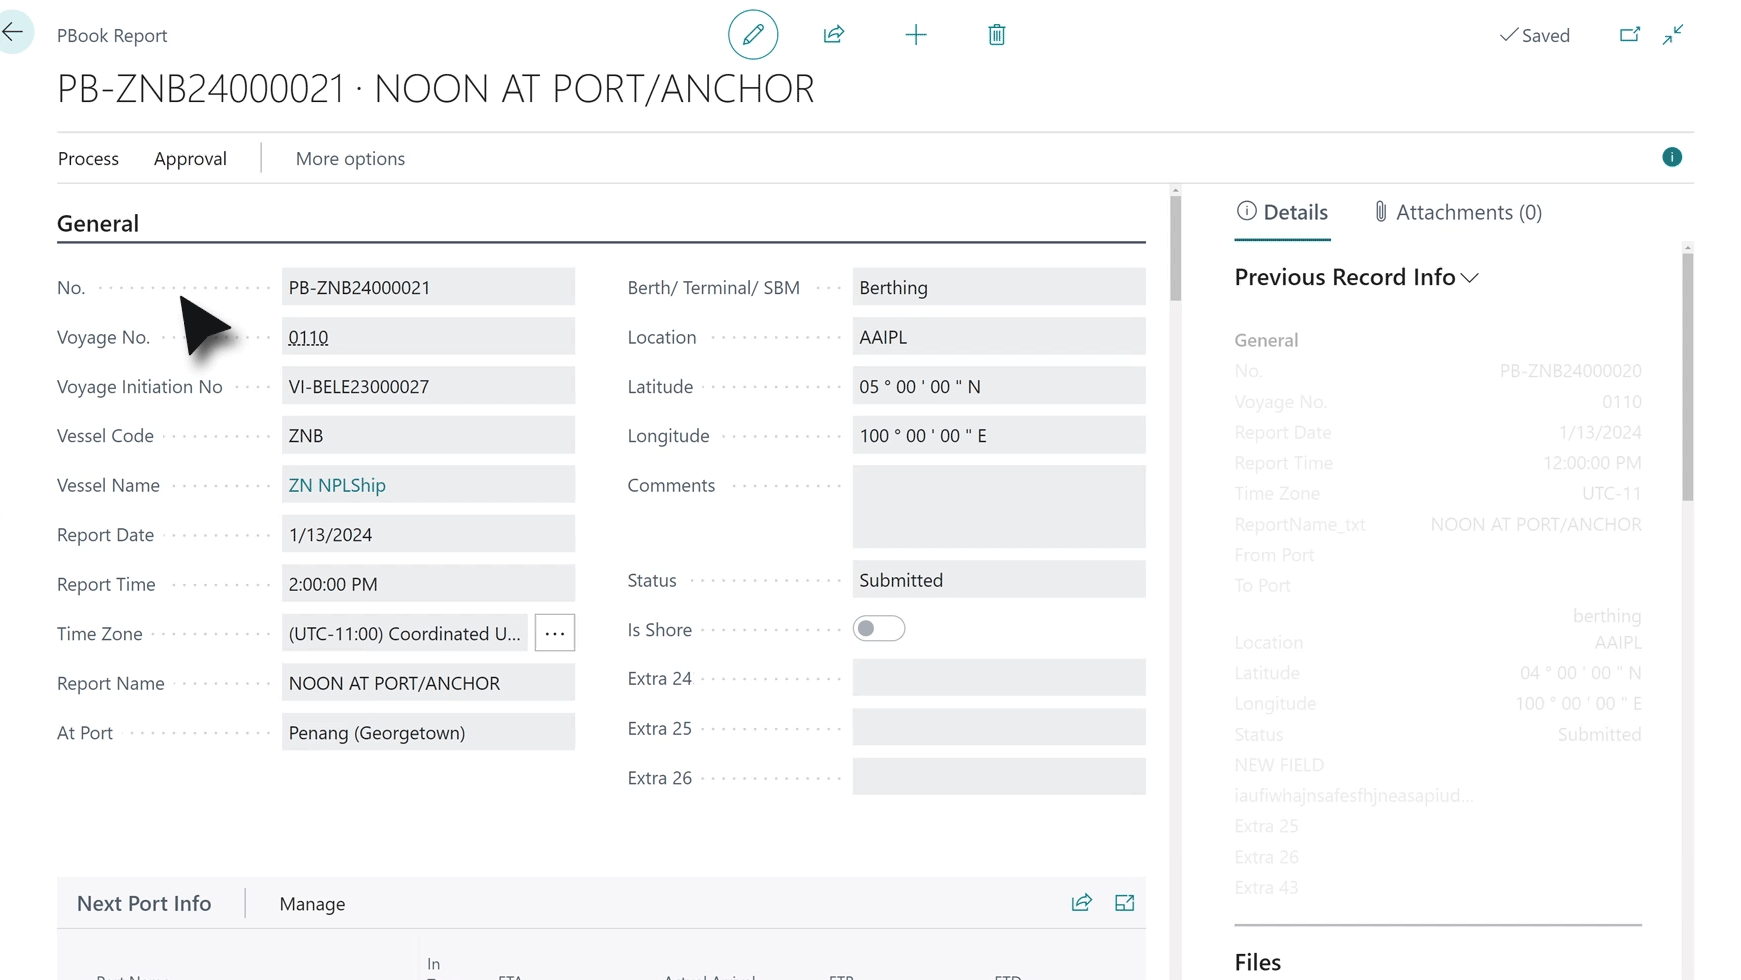 PBook Report
Saved
PB-ZNB24000021 · NOON AT PORT/ANCHOR
Process
Approval
More options
General
No.
PB-ZNB24000021
Voyage No.
0110
Voyage Initiation No
VI-BELE23000027
Vessel Code
ZNB
Vessel Name
ZN NPLShip
Report Date
1/13/2024
Report Time
2:00:00 PM
Time Zone
(UTC-11:00) Coordinated U...
Report Name
NOON AT PORT/ANCHOR
At Port
Penang (Georgetown)
Berth/ Terminal/ SBM
Berthing
Location
AAIPL
Latitude
05 ° 00 ' 00 " N
Longitude
100 ° 00 ' 00 " E
Comments
Status
Submitted
Is Shore
Extra 24
Extra 25
Extra 26
Next Port Info
Manage
In
ETA
Actual Arrival
ETB
ETD
Details
Attachments (0)
Previous Record Info
General
No.
PB-ZNB24000020
Voyage No.
0110
Report Date
1/13/2024
Report Time
12:00:00 PM
Time Zone
UTC-11
ReportName_txt
NOON AT PORT/ANCHOR
From Port
To Port
berthing
Location
AAIPL
Latitude
04 ° 00 ' 00 " N
Longitude
100 ° 00 ' 00 " E
Status
Submitted
NEW FIELD
iaufiwhajnsafesfhjneasapiud...
Extra 25
Extra 26
Extra 43
Files